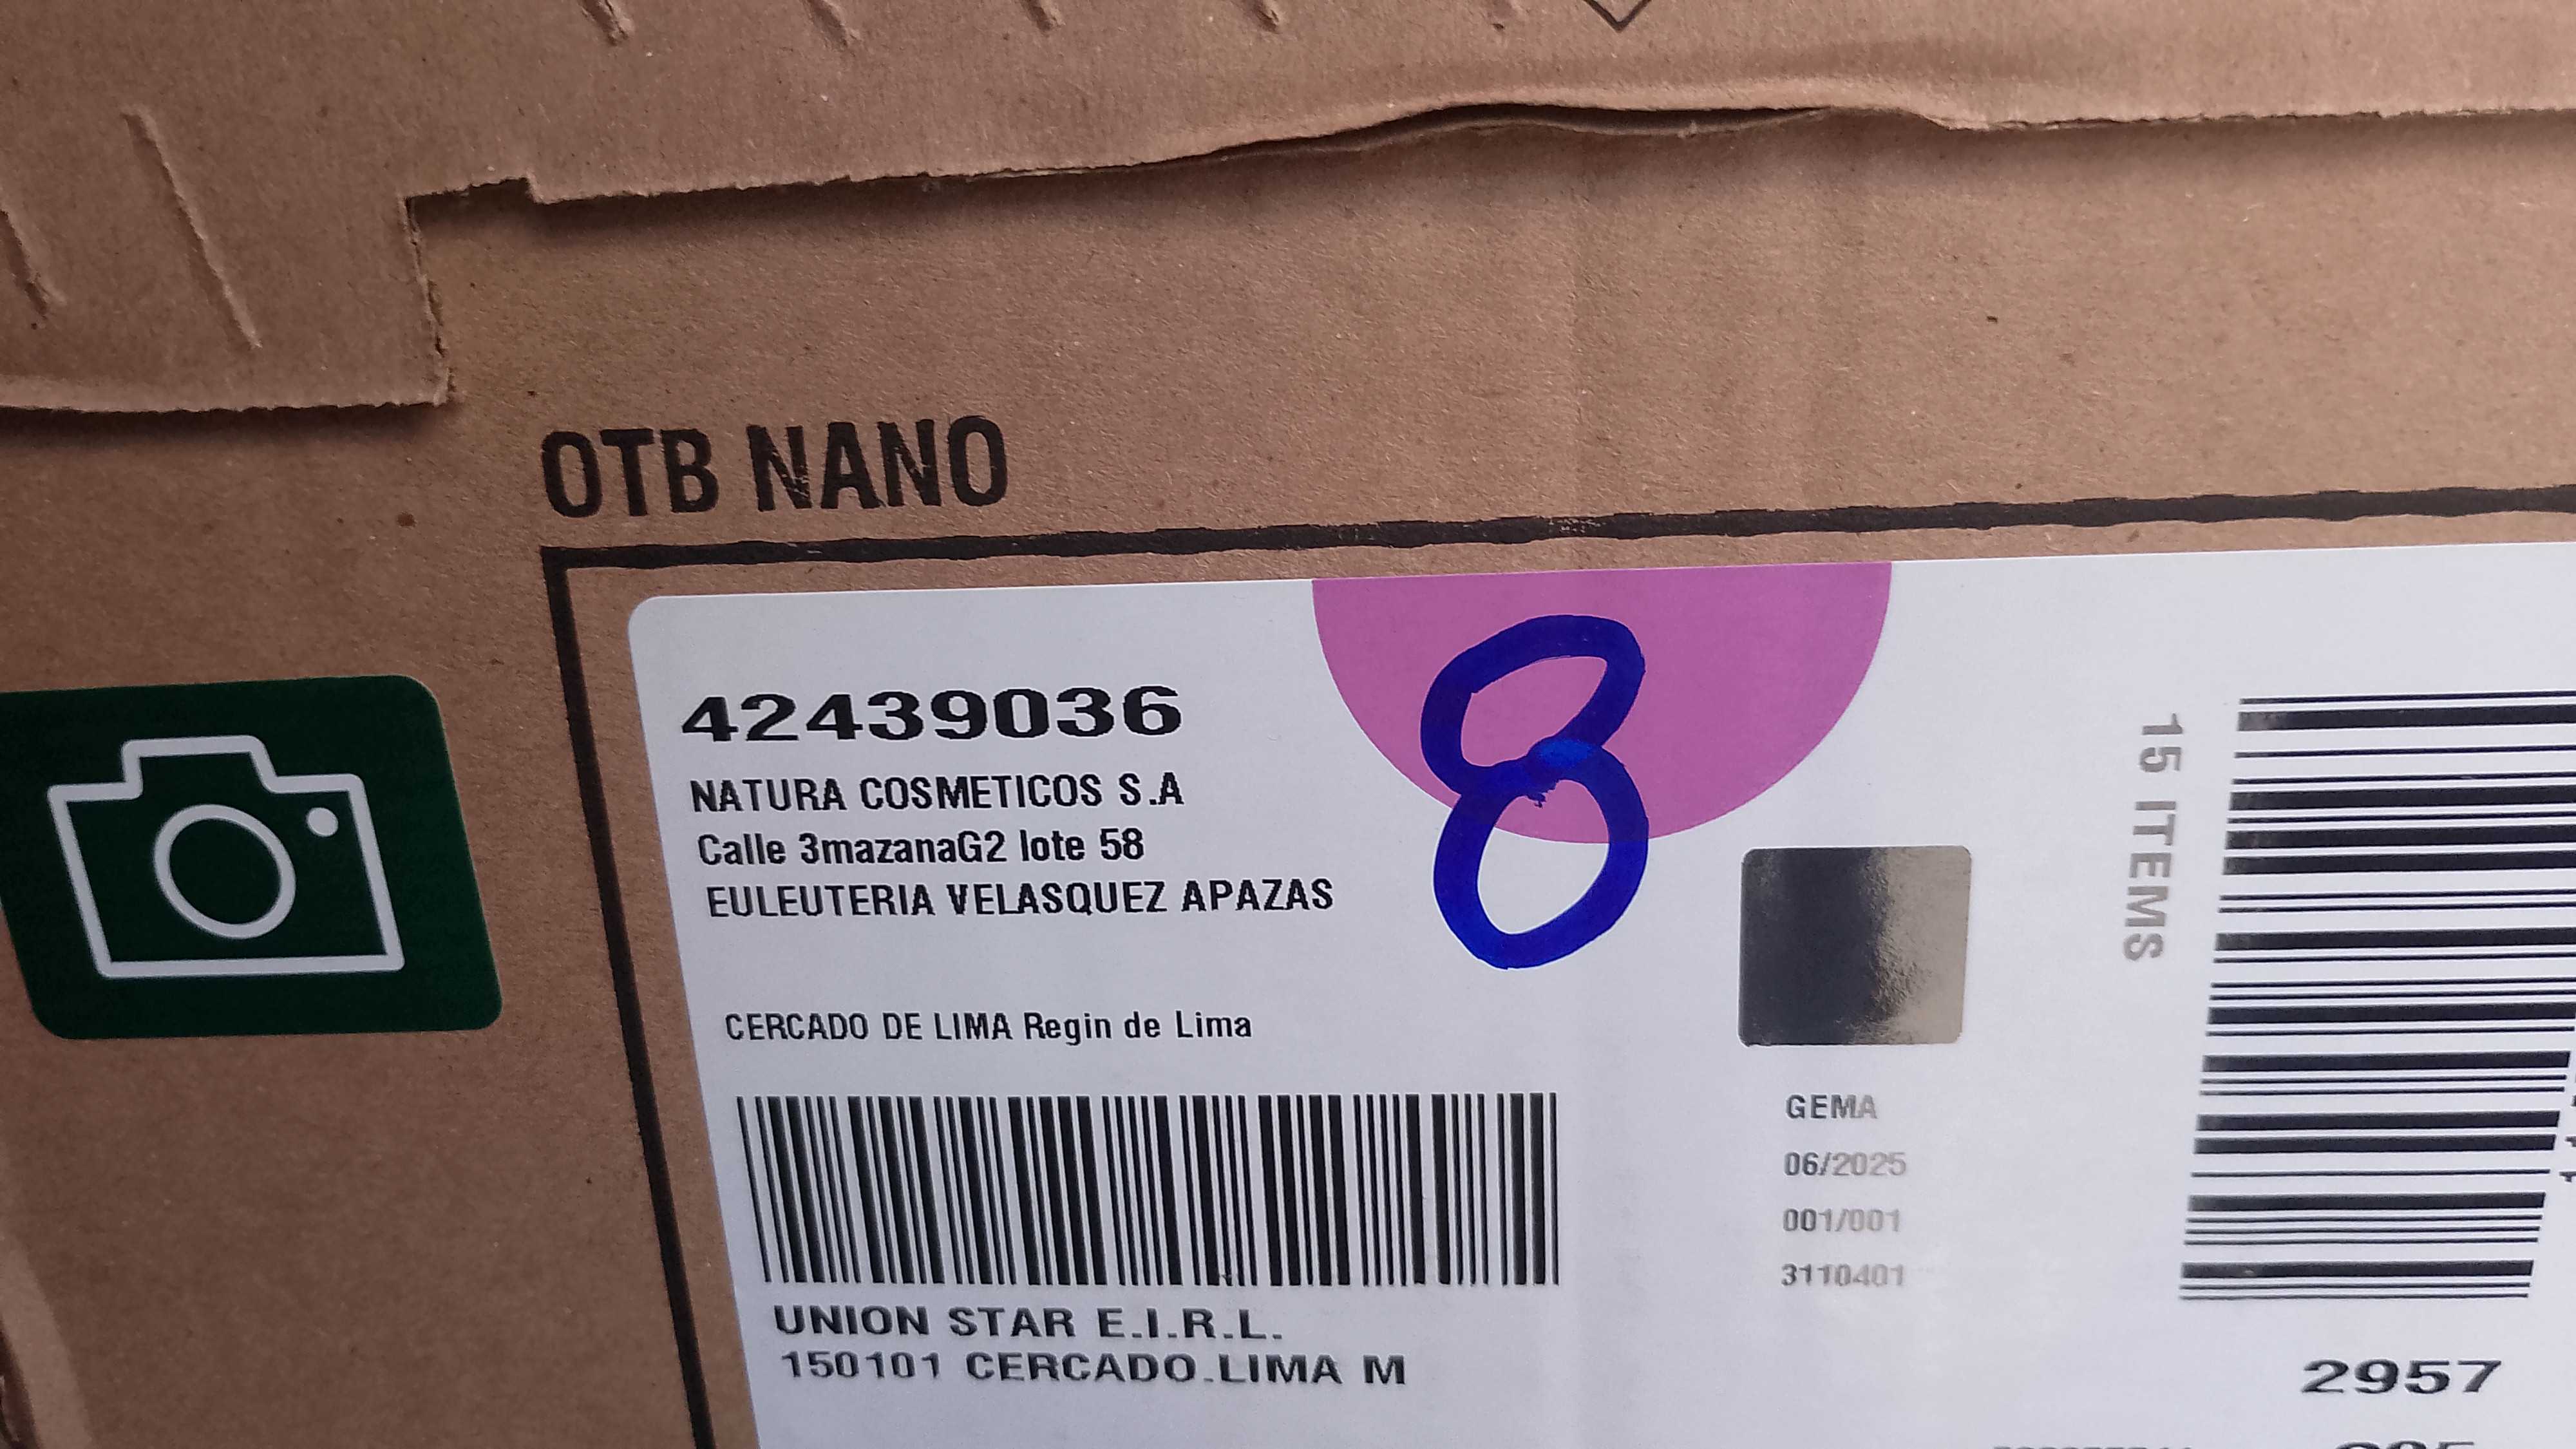 OTB NANO
42439036
8
NATURA COSMETICOS S.A
Calle 3mazanaG2 lote 58
EULEUTERIA VELASQUEZ APAZAS
CERCADO DE LIMA Regin de Lima
UNION STAR E.I.R.L.
150101 CERCADO.LIMA M
GEMA
06/2025
001/001
3110401
15 ITEMS
2957